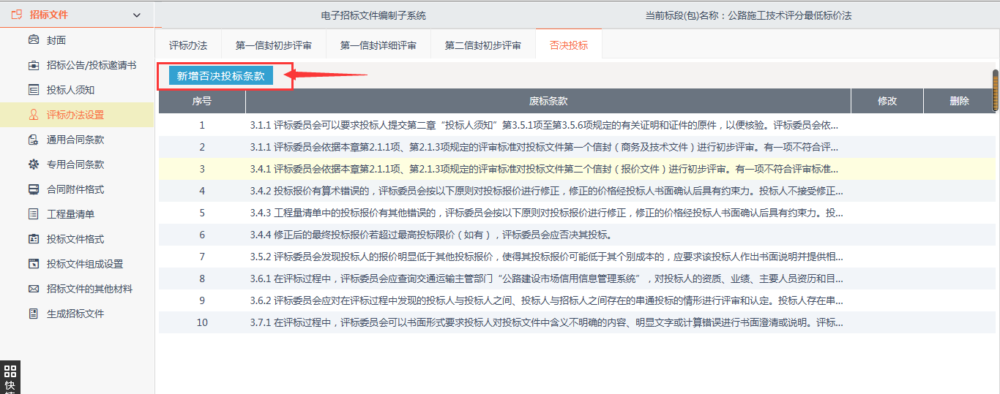 招标文件
电子招标文件编制子系统
当前标段(包)名称：公路施工技术评分最低标价法
封面
招标公告/投标邀请书
投标人须知
评标办法设置
通用合同条款
专用合同条款
合同附件格式
工程量清单
投标文件格式
投标文件组成设置
招标文件的其他材料
生成招标文件
快
评标办法
第一信封初步评审
第一信封详细评审
第二信封初步评审
否决投标
新增否决投标条款
序号 废标条款 修改 删除
1 3.1.1 评标委员会可以要求投标人提交第二章“投标人须知”第3.5.1项至第3.5.6项规定的有关证明和证件的原件，以便核验。评标委员会依...
2 3.1.1 评标委员会依据本章第2.1.1项、第2.1.3项规定的评审标准对投标文件第一个信封（商务及技术文件）进行初步评审。有一项不符合评...
3 3.4.1 评标委员会依据本章第2.1.1项、第2.1.3项规定的评审标准对投标文件第二个信封（报价文件）进行初步评审。有一项不符合评审标准...
4 3.4.2 投标报价有算术错误的，评标委员会按以下原则对投标报价进行修正，修正的价格经投标人书面确认后具有约束力。投标人不接受修正...
5 3.4.3 工程量清单中的投标报价有其他错误的，评标委员会按以下原则对投标报价进行修正，修正的价格经投标人书面确认后具有约束力。投...
6 3.4.4 修正后的最终投标报价若超过最高投标限价（如有），评标委员会应否决其投标。
7 3.5.2 评标委员会发现投标人的报价明显低于其他投标报价，使得其投标报价可能低于其个别成本的，应要求该投标人作出书面说明并提供相...
8 3.6.1 在评标过程中，评标委员会应查询交通运输主管部门“公路建设市场信用信息管理系统”，对投标人的资质、业绩、主要人员资历和目...
9 3.6.2 评标委员会应对在评标过程中发现的投标人与投标人之间、投标人与招标人之间存在的串通投标的情形进行评审和认定。投标人存在串...
10 3.7.1 在评标过程中，评标委员会可以书面形式要求投标人对投标文件中含义不明确的内容、明显文字或计算错误进行书面澄清或说明。评标...